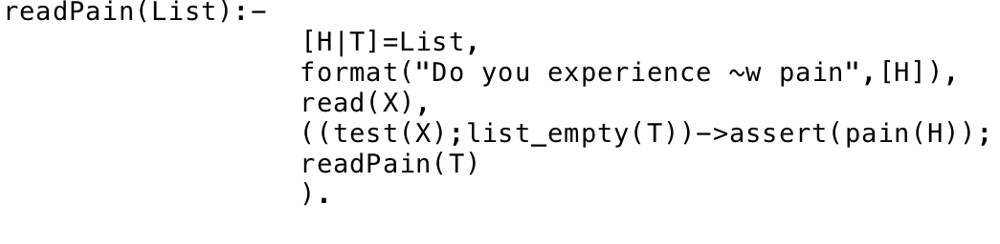 readPain(List):-
[H|T]=List,
format("Do you experience ~w pain",[H]),
read(X),
((test(X);list_empty(T))->assert(pain(H));
readPain(T)
).